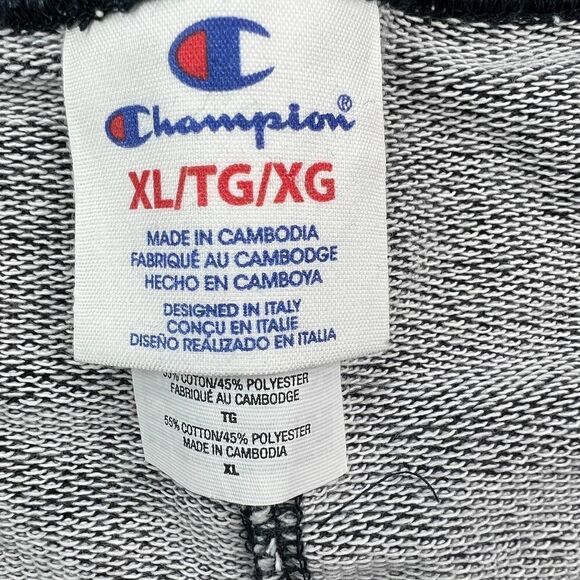 Champion®
XL/TG/XG
MADE IN CAMBODIA
FABRIQUÉ AU CAMBODGE
HECHO EN CAMBOYA
DESIGNED IN ITALY
CONÇU EN ITALIE
DISEÑO REALIZADO EN ITALIA
55% COTTON/45% POLYESTER
FABRIQUÉ AU CAMBODGE
TG
55% COTTON/45% POLYESTER
MADE IN CAMBODIA
XL